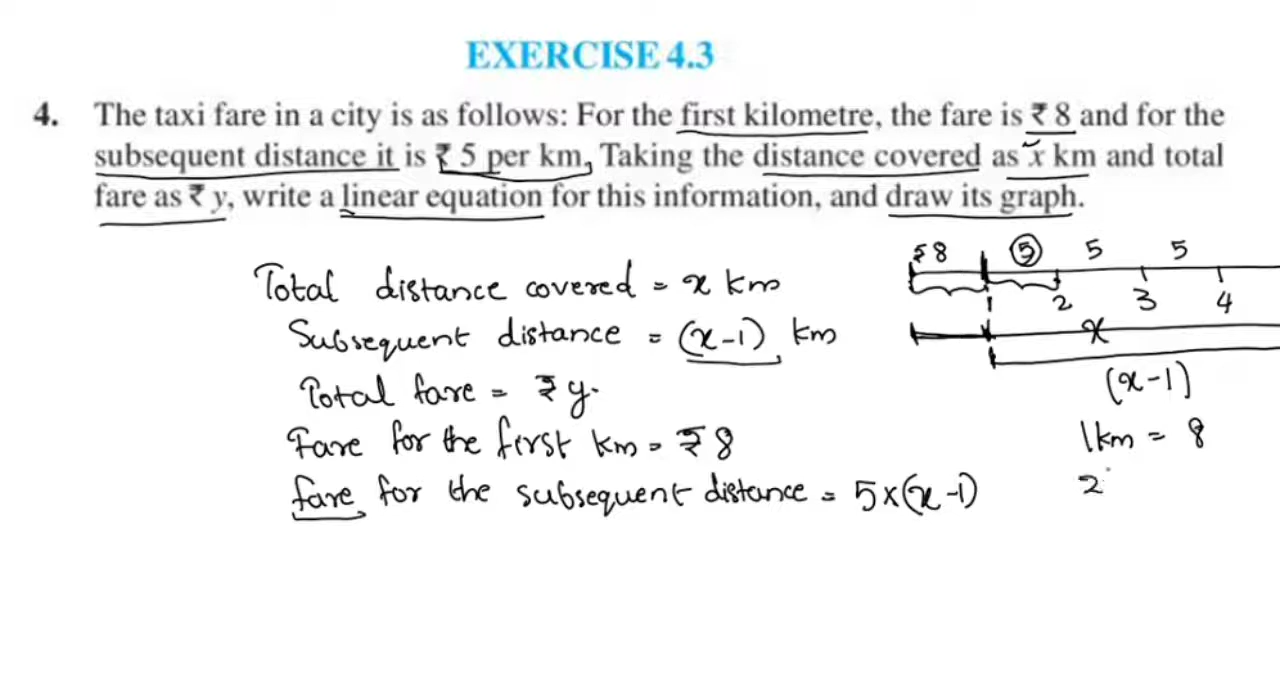 EXERCISE 4.3
4. The taxi fare in a city is as follows: For the first kilometre, the fare is ₹ 8 and for the
subsequent distance it is ₹ 5 per km, Taking the distance covered as x km and total
fare as ₹ y, write a linear equation for this information, and draw its graph.
₹8 5 5 5
Total distance covered = x km
1 2 3 4
Subsequent distance = (x-1) km
x
Total fare = ₹ y.
(x-1)
Fare for the first km = ₹ 8
1km = 8
fare for the subsequent distance = 5×(x-1)
2